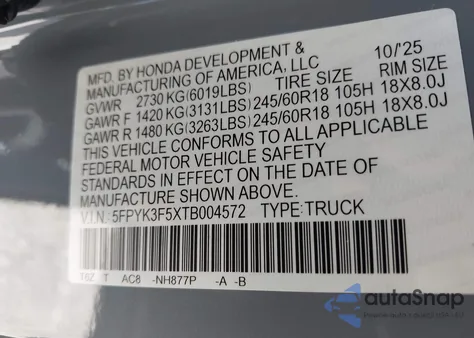 MFD. BY HONDA DEVELOPMENT & 10/'25
MANUFACTURING OF AMERICA, LLC
GVWR 2730 KG (6019LBS) TIRE SIZE RIM SIZE
GAWR F 1420 KG (3131LBS) 245/60R18 105H 18X8.0J
GAWR R 1480 KG (3263LBS) 245/60R18 105H 18X8.0J
THIS VEHICLE CONFORMS TO ALL APPLICABLE
FEDERAL MOTOR VEHICLE SAFETY
STANDARDS IN EFFECT ON THE DATE OF
MANUFACTURE SHOWN ABOVE.
V.I.N.: 5FPYK3F5XTB004572 TYPE:TRUCK
T6Z T AC8 -NH877P -A -B
autoSnap